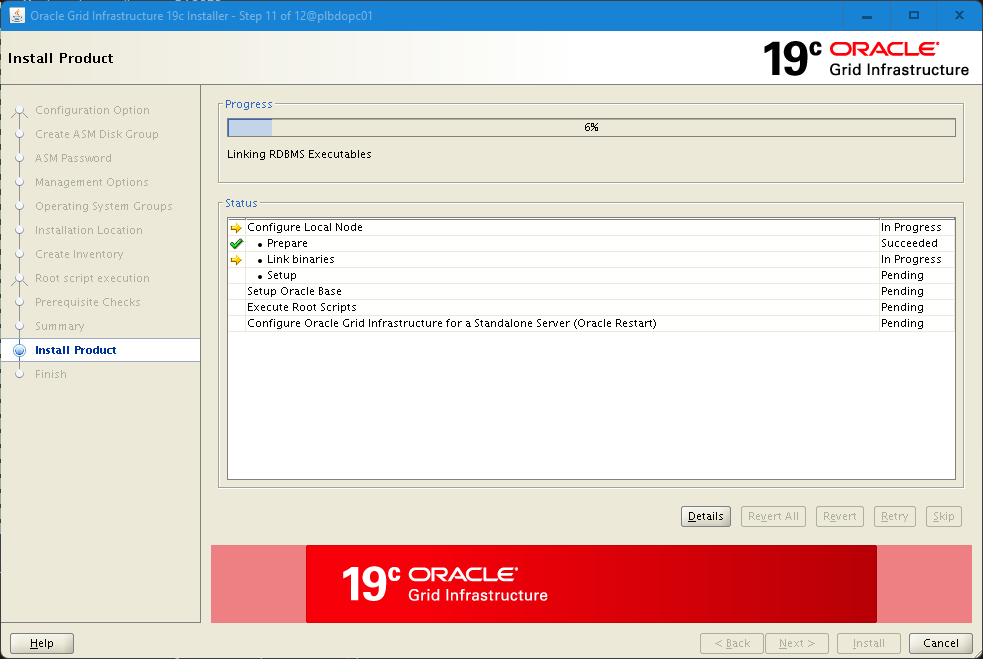 Oracle Grid Infrastructure 19c Installer - Step 11 of 12@plbdopc01
Install Product
19c ORACLE
Grid Infrastructure
Configuration Option
Create ASM Disk Group
ASM Password
Management Options
Operating System Groups
Installation Location
Create Inventory
Root script execution
Prerequisite Checks
Summary
Install Product
Finish
Progress
6%
Linking RDBMS Executables
Status
Configure Local Node In Progress
• Prepare Succeeded
• Link binaries In Progress
• Setup Pending
Setup Oracle Base Pending
Execute Root Scripts Pending
Configure Oracle Grid Infrastructure for a Standalone Server (Oracle Restart) Pending
Details Revert All Revert Retry Skip
19c ORACLE
Grid Infrastructure
Help < Back Next > Install Cancel